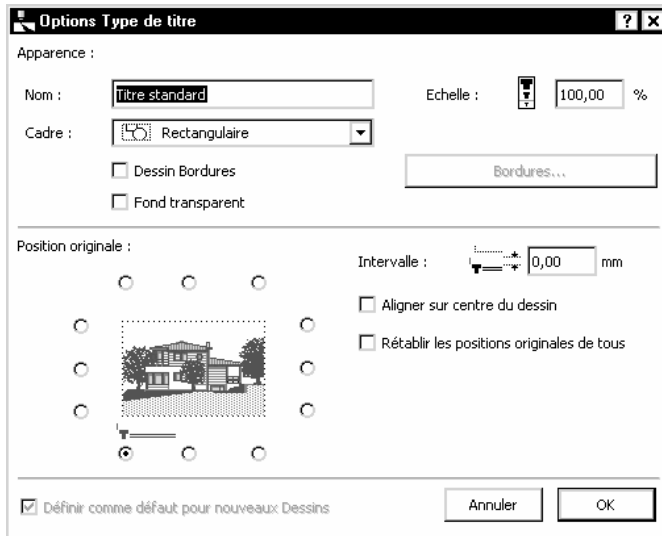 Options Type de titre
Apparence :
Nom : Titre standard Echelle : 100,00 %
Cadre : Rectangulaire
Dessin Bordures Bordures...
Fond transparent
Position originale :
Intervalle : 0,00 mm
Aligner sur centre du dessin
Rétablir les positions originales de tous
Définir comme défaut pour nouveaux Dessins Annuler OK